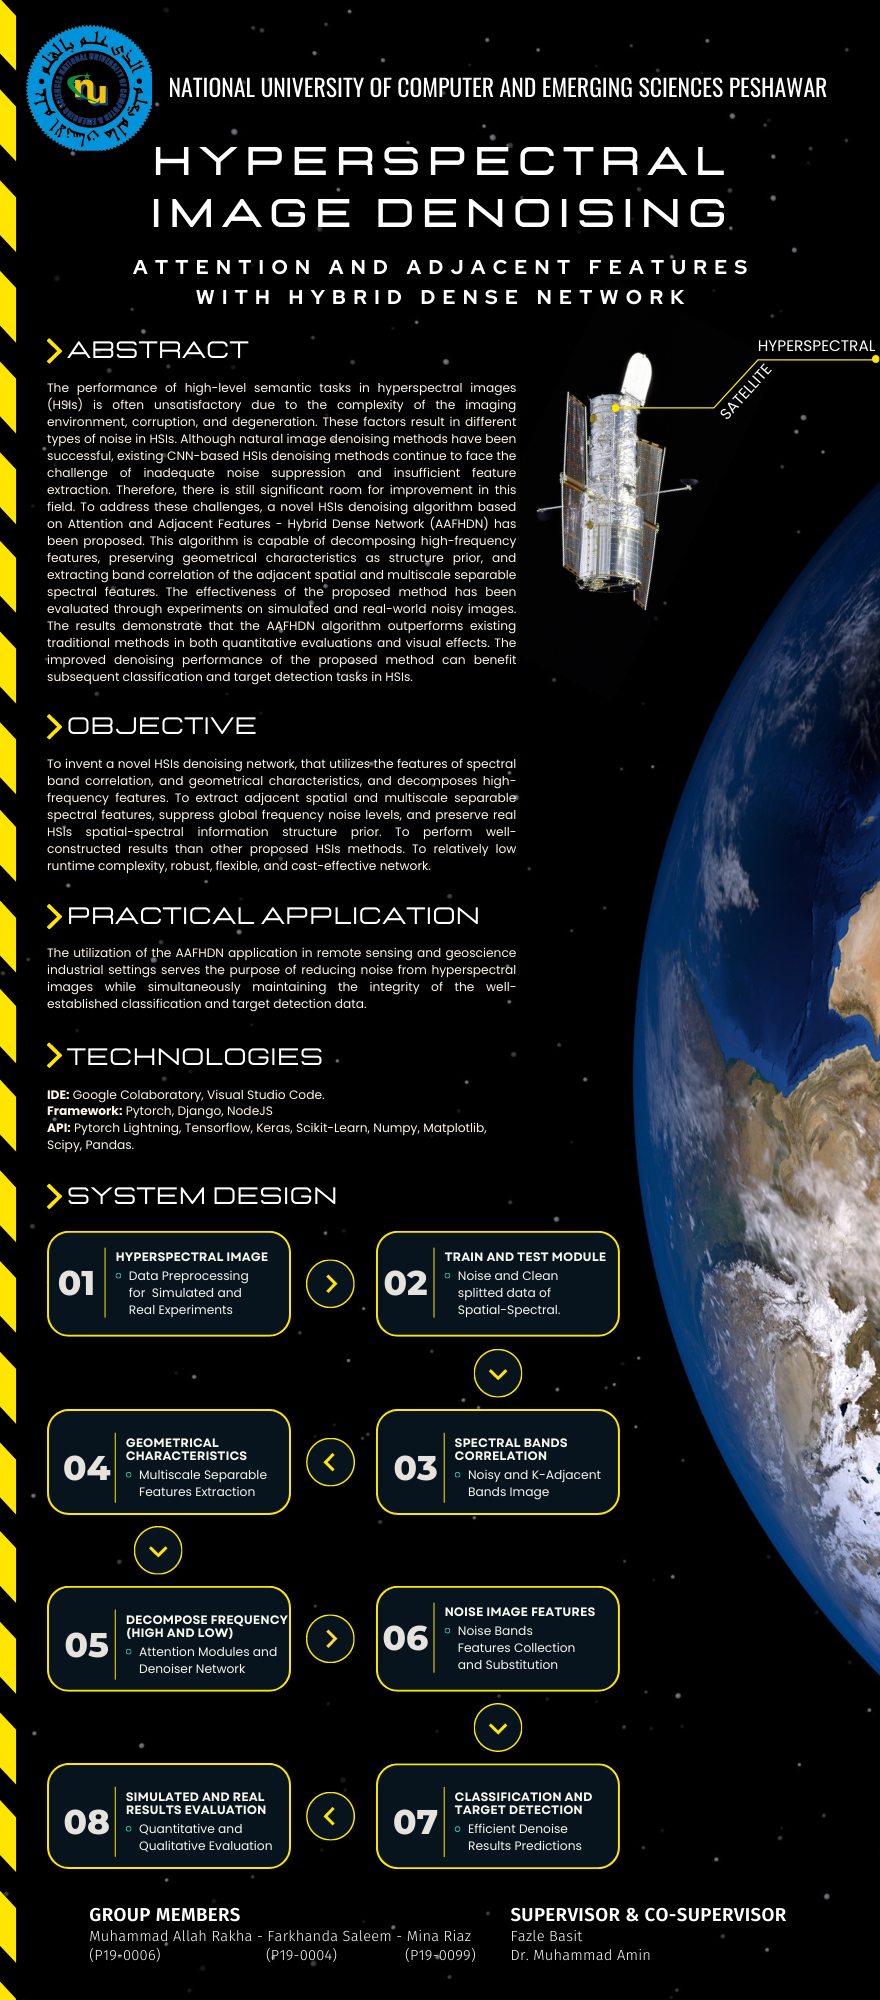 NATIONAL UNIVERSITY OF COMPUTER AND EMERGING SCIENCES PESHAWAR
nu
HYPERSPECTRAL
IMAGE DENOISING
ATTENTION AND ADJACENT FEATURES
WITH HYBRID DENSE NETWORK
HYPERSPECTRAL
SATELLITE
ABSTRACT
The performance of high-level semantic tasks in hyperspectral images
(HSIs) is often unsatisfactory due to the complexity of the imaging
environment, corruption, and degeneration. These factors result in different
types of noise in HSIs. Although natural image denoising methods have been
successful, existing CNN-based HSIs denoising methods continue to face the
challenge of inadequate noise suppression and insufficient feature
extraction. Therefore, there is still significant room for improvement in this
field. To address these challenges, a novel HSIs denoising algorithm based
on Attention and Adjacent Features - Hybrid Dense Network (AAFHDN) has
been proposed. This algorithm is capable of decomposing high-frequency
features, preserving geometrical characteristics as structure prior, and
extracting band correlation of the adjacent spatial and multiscale separable
spectral features. The effectiveness of the proposed method has been
evaluated through experiments on simulated and real-world noisy images.
The results demonstrate that the AAFHDN algorithm outperforms existing
traditional methods in both quantitative evaluations and visual effects. The
improved denoising performance of the proposed method can benefit
subsequent classification and target detection tasks in HSIs.
OBJECTIVE
To invent a novel HSIs denoising network, that utilizes the features of spectral
band correlation, and geometrical characteristics, and decomposes high-
frequency features. To extract adjacent spatial and multiscale separable
spectral features, suppress global frequency noise levels, and preserve real
HSIs spatial-spectral information structure prior. To perform well-
constructed results than other proposed HSIs methods. To relatively low
runtime complexity, robust, flexible, and cost-effective network.
PRACTICAL APPLICATION
The utilization of the AAFHDN application in remote sensing and geoscience
industrial settings serves the purpose of reducing noise from hyperspectral
images while simultaneously maintaining the integrity of the well-
established classification and target detection data.
TECHNOLOGIES
IDE: Google Colaboratory, Visual Studio Code.
Framework: Pytorch, Django, NodeJS
API: Pytorch Lightning, Tensorflow, Keras, Scikit-Learn, Numpy, Matplotlib,
Scipy, Pandas.
SYSTEM DESIGN
01
HYPERSPECTRAL IMAGE
Data Preprocessing
for Simulated and
Real Experiments
02
TRAIN AND TEST MODULE
Noise and Clean
splitted data of
Spatial-Spectral.
03
SPECTRAL BANDS
CORRELATION
Noisy and K-Adjacent
Bands Image
04
GEOMETRICAL
CHARACTERISTICS
Multiscale Separable
Features Extraction
05
DECOMPOSE FREQUENCY
(HIGH AND LOW)
Attention Modules and
Denoiser Network
06
NOISE IMAGE FEATURES
Noise Bands
Features Collection
and Substitution
07
CLASSIFICATION AND
TARGET DETECTION
Efficient Denoise
Results Predictions
08
SIMULATED AND REAL
RESULTS EVALUATION
Quantitative and
Qualitative Evaluation
GROUP MEMBERS
Muhammad Allah Rakha - Farkhanda Saleem - Mina Riaz
(P19-0006) (P19-0004) (P19-0099)
SUPERVISOR & CO-SUPERVISOR
Fazle Basit
Dr. Muhammad Amin